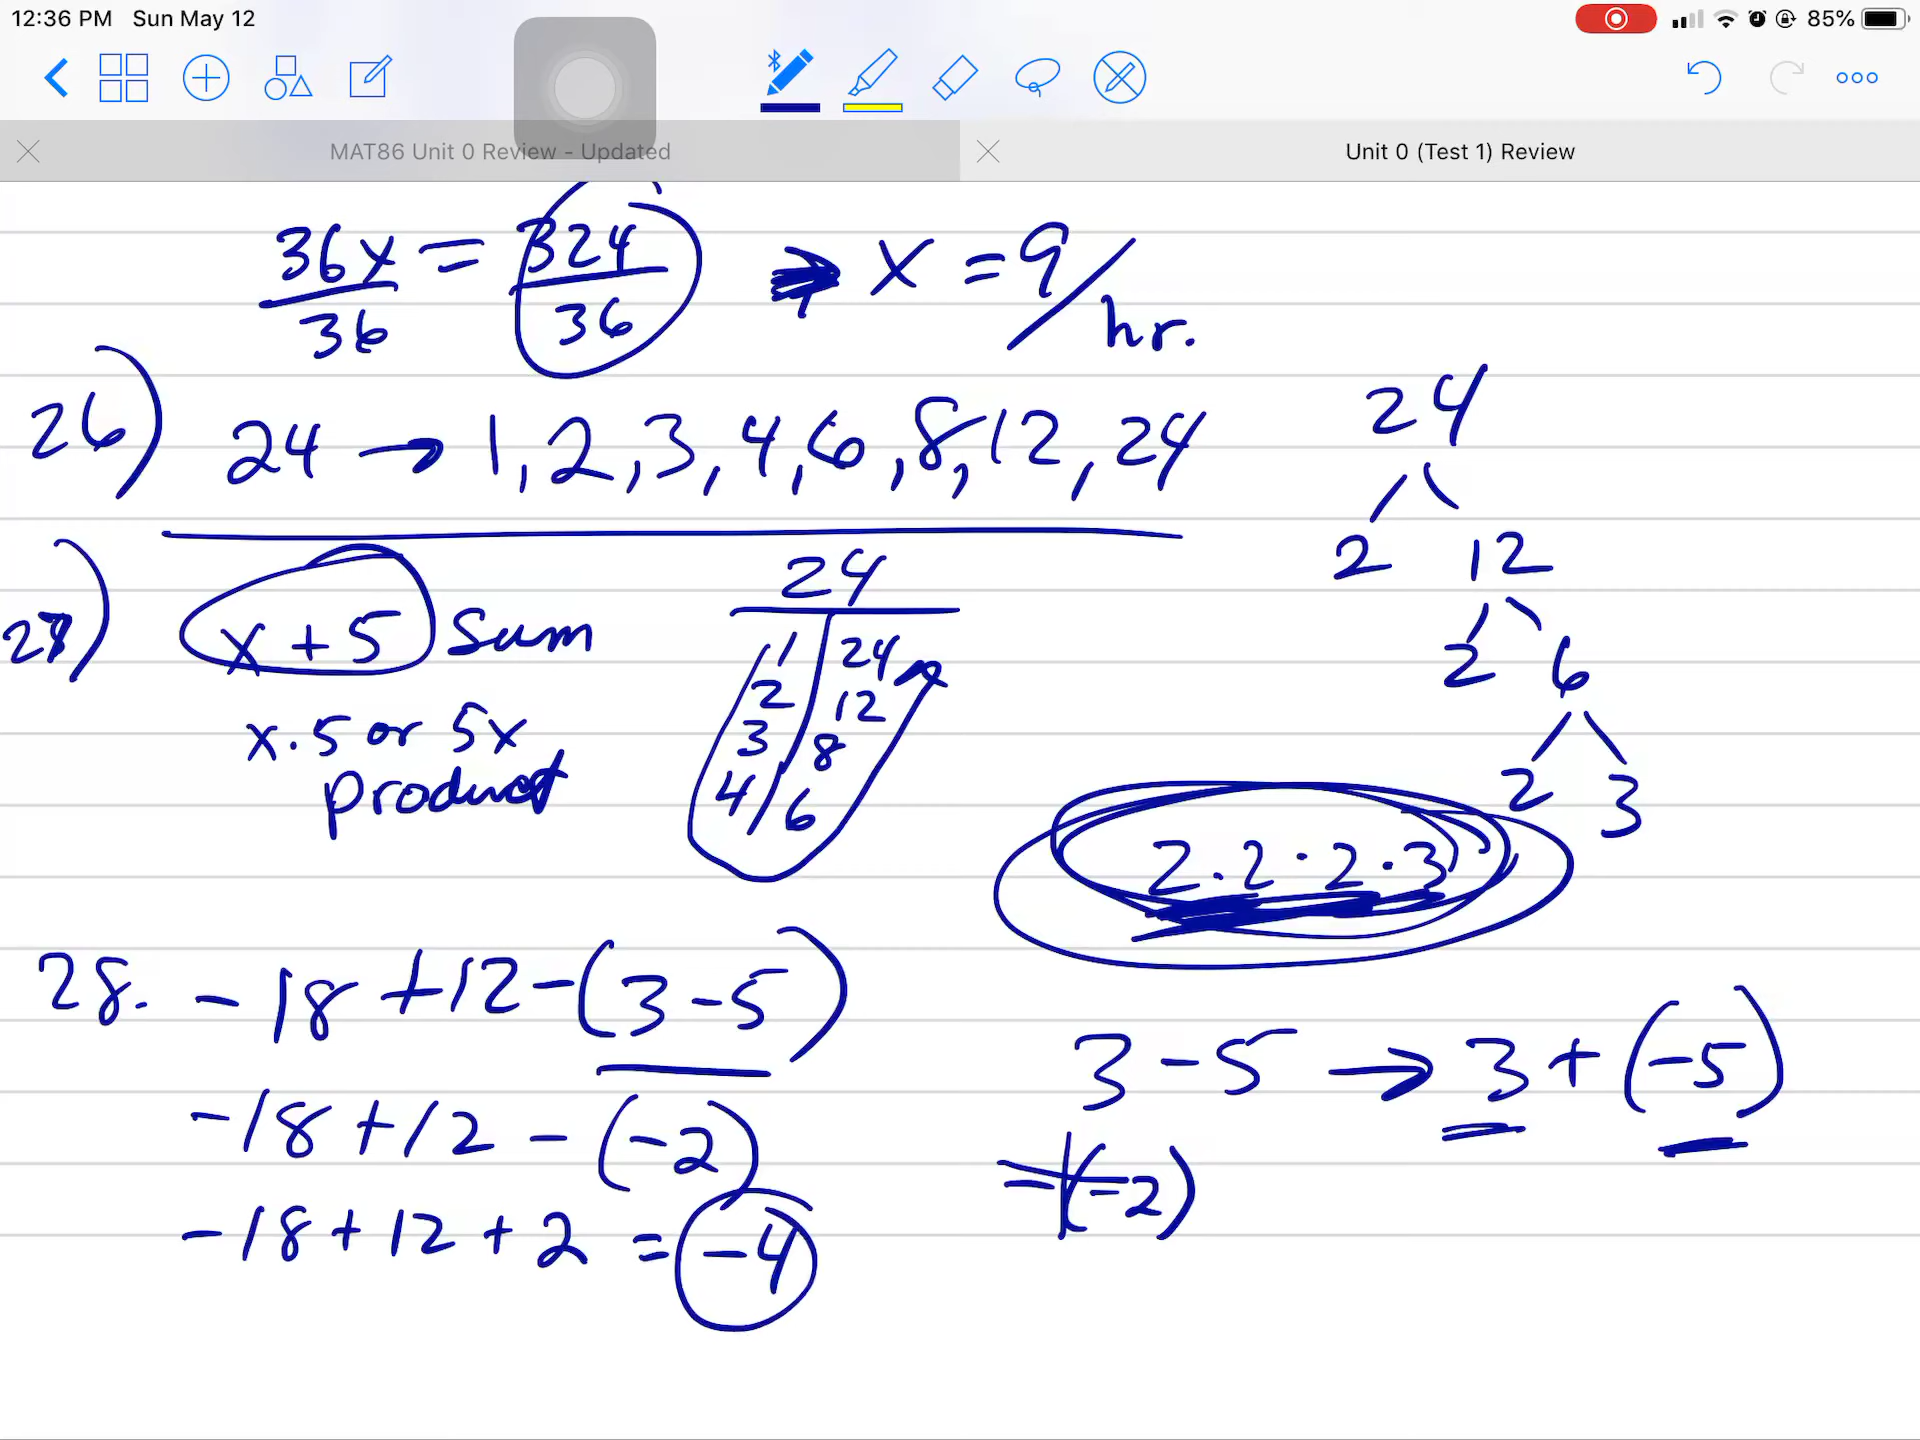 12:36 PM Sun May 12 85%
MAT86 Unit 0 Review - Updated
Unit 0 (Test 1) Review
36x/36 = 324/36 → x = 9/hr.
26) 24 → 1, 2, 3, 4, 6, 8, 12, 24
24
2 12
2 6
2 3
2 · 2 · 2 · 3
27) x + 5 Sum
x · 5 or 5x
product
24
1 24
2 12
3 8
4 6
28. -18 + 12 - (3 - 5)
-18 + 12 - (-2)
-18 + 12 + 2 = -4
3 - 5 → 3 + (-5)
= (-2)